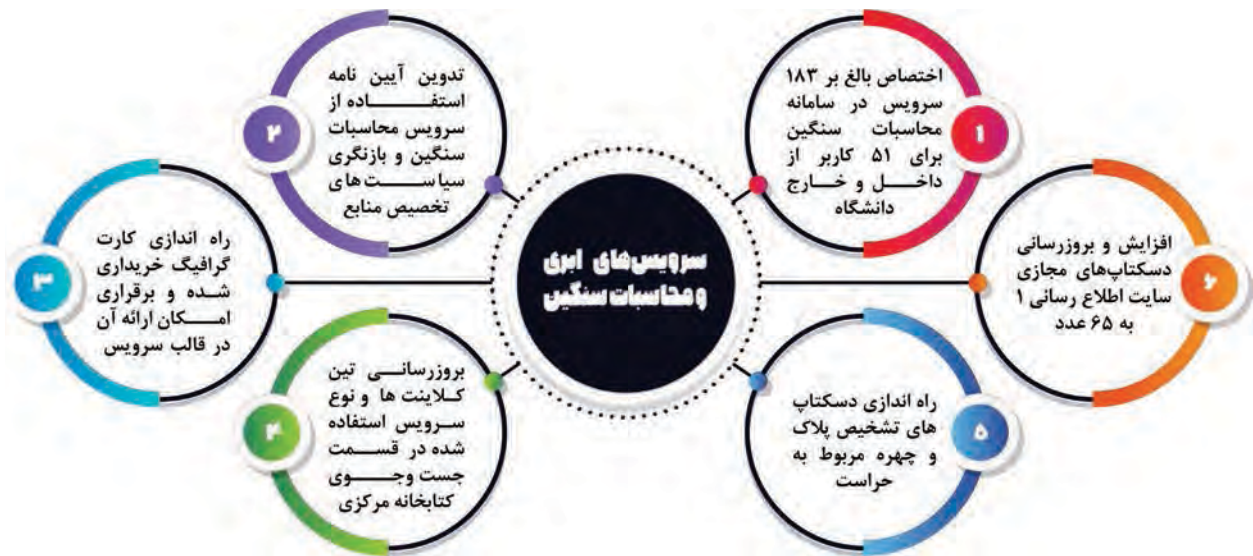 سرویس‌های ابری
و محاسبات سنگین
۱
اختصاص بالغ بر ۱۸۳
سرویس در سامانه
محاسبات سنگین
برای ۵۱ کاربر از
داخل و خارج
دانشگاه
۲
تدوین آیین نامه
استفاده از
سرویس محاسبات
سنگین و بازنگری
سیاست‌های
تخصیص منابع
۳
راه اندازی کارت
گرافیگ خریداری
شده و برقراری
امکان ارائه آن
در قالب سرویس
۴
بروزرسانی تین
کلاینت ها و نوع
سرویس استفاده
شده در قسمت
جست وجوی
کتابخانه مرکزی
۵
راه اندازی دسکتاپ
های تشخیص پلاک
و چهره مربوط به
حراست
۶
افزایش و بروزرسانی
دسکتاپ‌های مجازی
سایت اطلاع رسانی ۱
به ۶۵ عدد